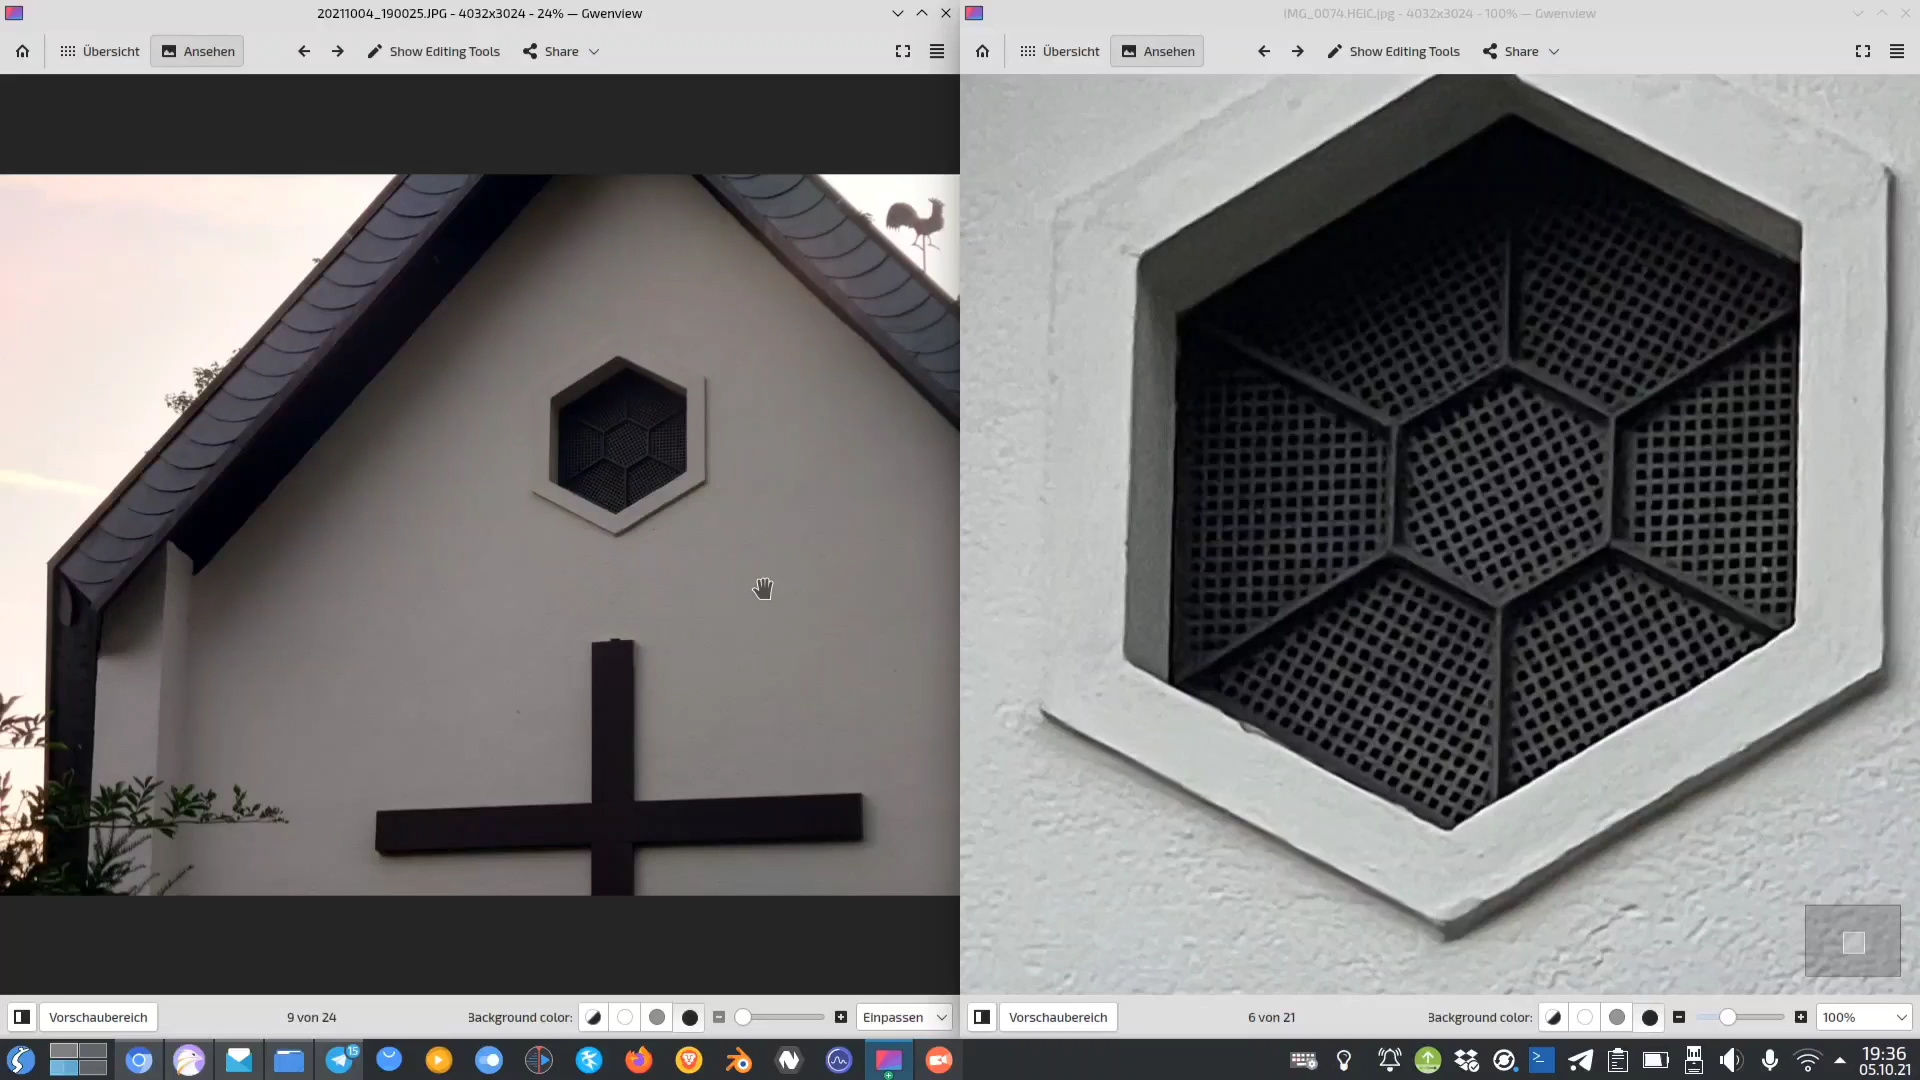 20211004_190025.JPG - 4032x3024 - 24% — Gwenview
IMG_0074.HEIC.jpg - 4032x3024 - 100% — Gwenview
Übersicht Ansehen Show Editing Tools Share
Übersicht Ansehen Show Editing Tools Share
Vorschaubereich 9 von 24 Background color: Einpassen
Vorschaubereich 6 von 21 Background color: 100%
15
19:36
05.10.21